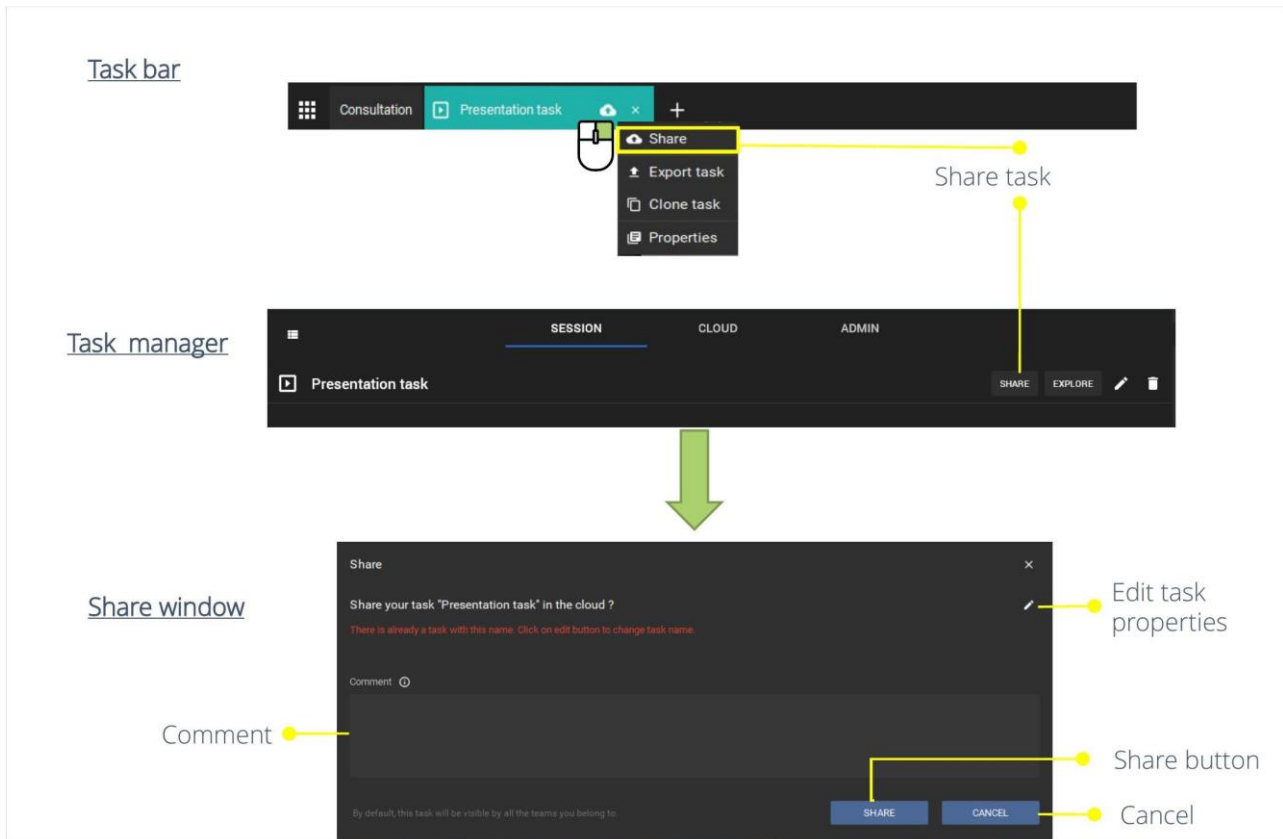 Task bar
Consultation Presentation task × +
Share
Share task
Export task
Clone task
Properties
Task manager
SESSION CLOUD ADMIN
Presentation task SHARE EXPLORE
Share ×
Share window
Share your task "Presentation task" in the cloud ?
Edit task
properties
There is already a task with this name. Click on edit button to change task name.
Comment
Comment
Share button
By default, this task will be visible by all the teams you belong to.
SHARE CANCEL
Cancel